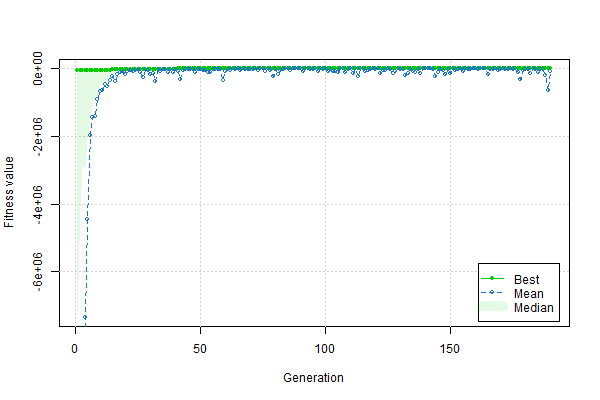 0e+00
-2e+06
-4e+06
-6e+06
Fitness value
Best
Mean
Median
0 50 100 150
Generation